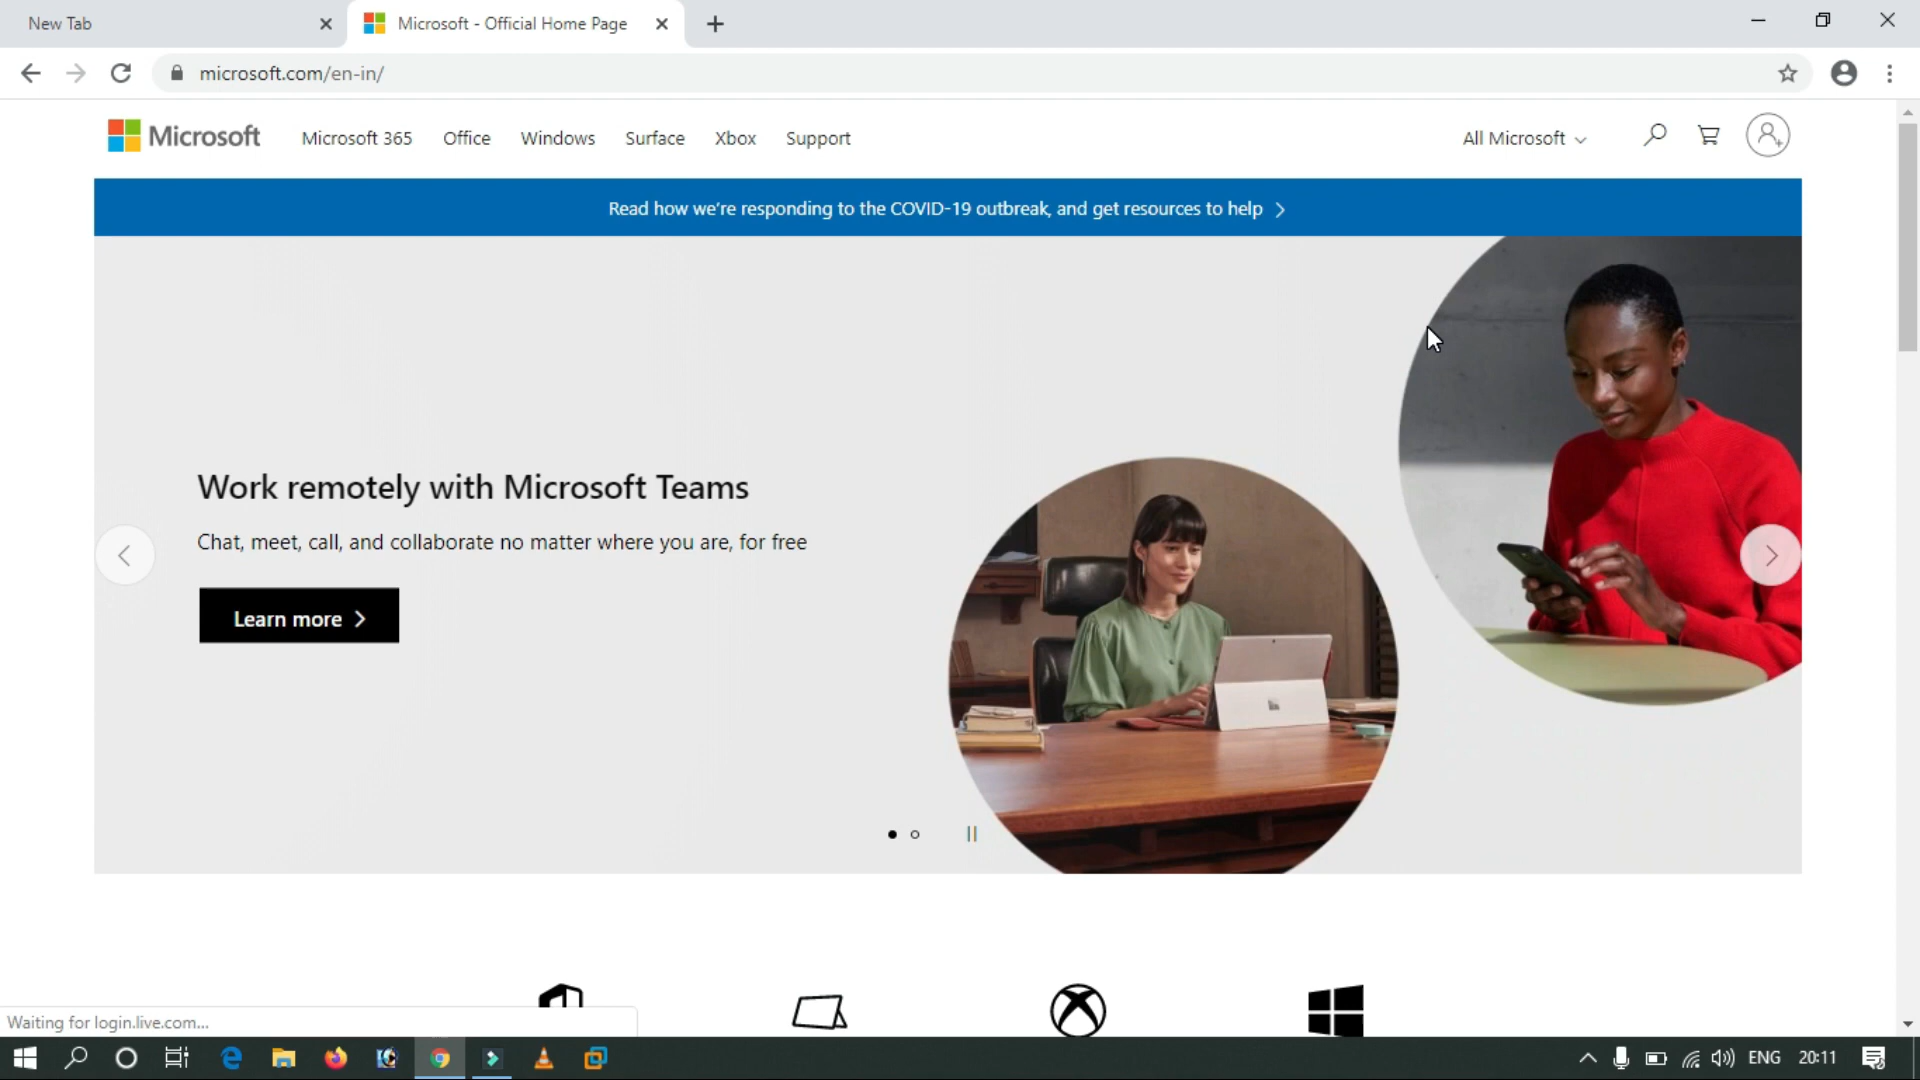 New Tab
Microsoft - Official Home Page
microsoft.com/en-in/
Microsoft
Microsoft 365
Office
Windows
Surface
Xbox
Support
All Microsoft
Read how we're responding to the COVID-19 outbreak, and get resources to help
Work remotely with Microsoft Teams
Chat, meet, call, and collaborate no matter where you are, for free
Learn more
Waiting for login.live.com...
ENG
20:11